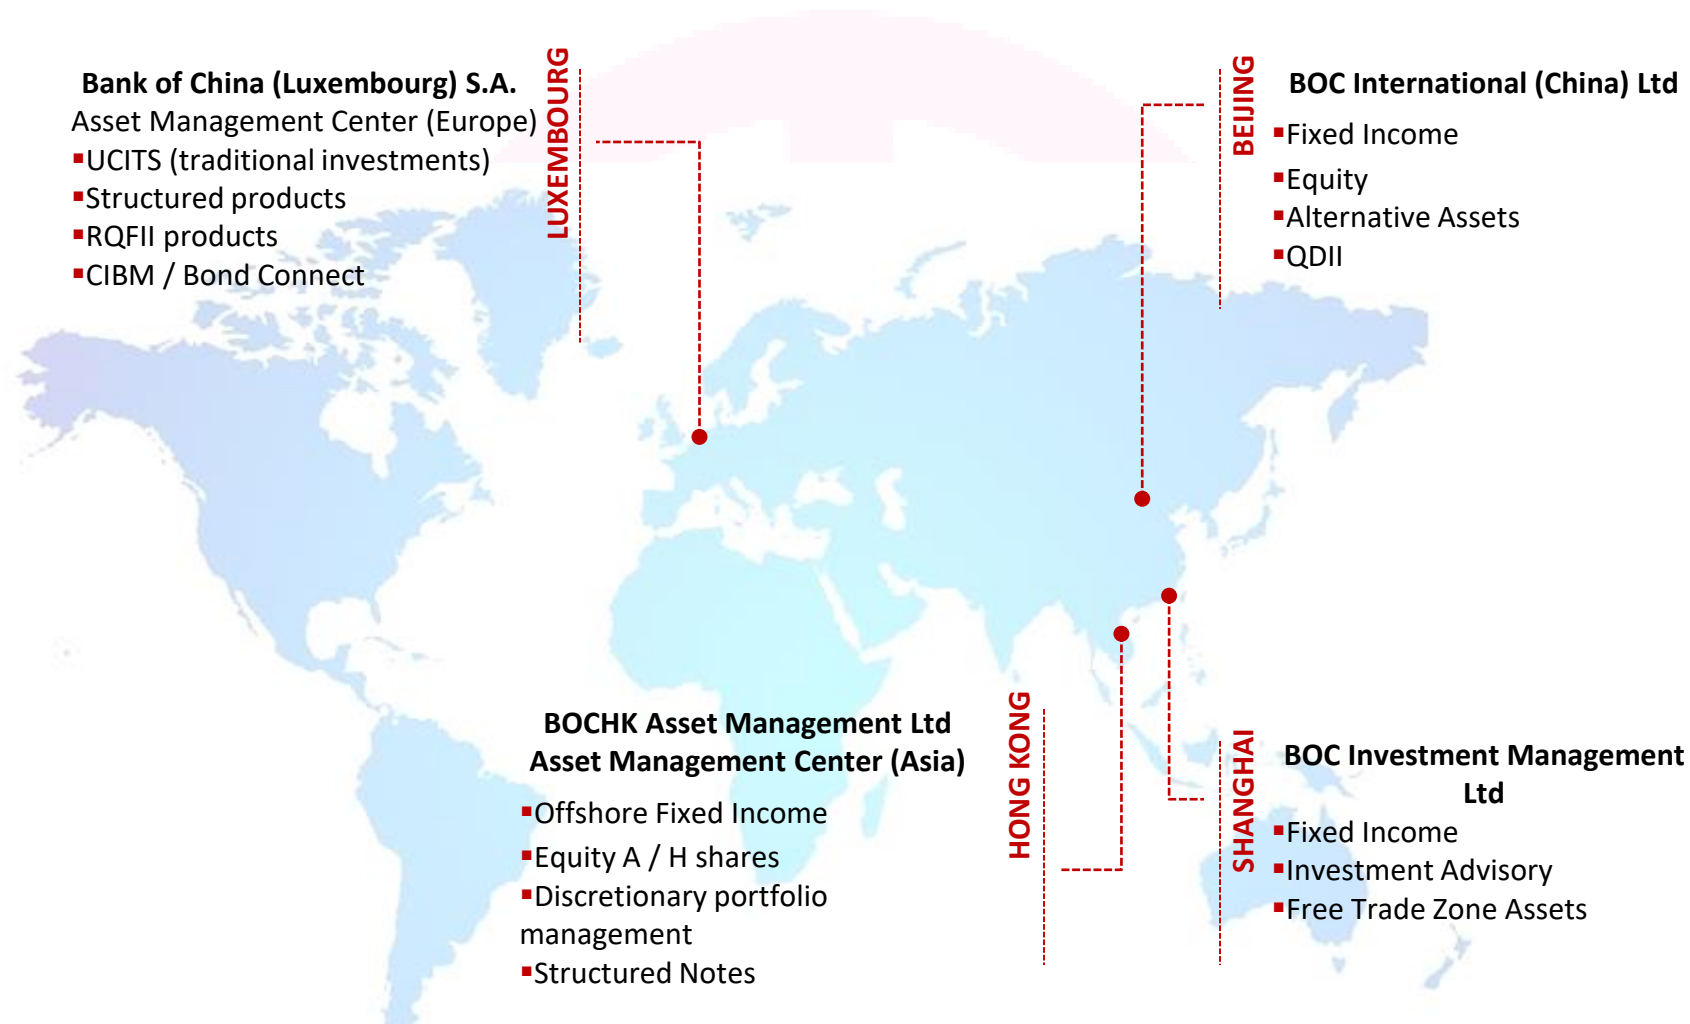 LUXEMBOURG
Bank of China (Luxembourg) S.A.
Asset Management Center (Europe)
▪UCITS (traditional investments)
▪Structured products
▪RQFII products
▪CIBM / Bond Connect
BEIJING
BOC International (China) Ltd
▪Fixed Income
▪Equity
▪Alternative Assets
▪QDII
BOCHK Asset Management Ltd
Asset Management Center (Asia)
▪Offshore Fixed Income
▪Equity A / H shares
▪Discretionary portfolio
management
▪Structured Notes
HONG KONG
SHANGHAI
BOC Investment Management
Ltd
▪Fixed Income
▪Investment Advisory
▪Free Trade Zone Assets